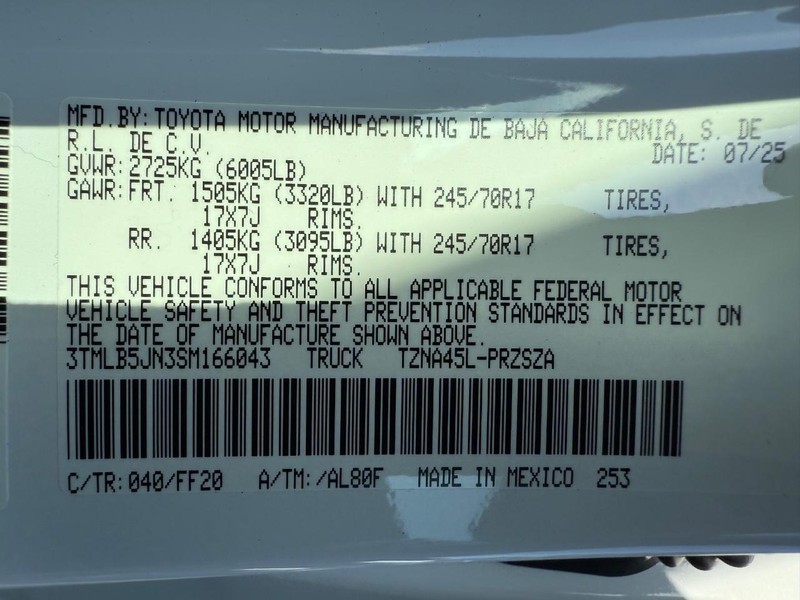 MFD.BY:TOYOTA MOTOR MANUFACTURING DE BAJA CALIFORNIA, S. DE
R.L. DE C.V. DATE: 07/25
GVWR:2725KG (6005LB)
GAWR:FRT. 1505KG (3320LB) WITH 245/70R17 TIRES,
17X7J RIMS.
RR. 1405KG (3095LB) WITH 245/70R17 TIRES,
17X7J RIMS.
THIS VEHICLE CONFORMS TO ALL APPLICABLE FEDERAL MOTOR
VEHICLE SAFETY AND THEFT PREVENTION STANDARDS IN EFFECT ON
THE DATE OF MANUFACTURE SHOWN ABOVE.
3TMLB5JN3SM166043 TRUCK TZNA45L-PRZSZA
C/TR:040/FF20 A/TM:/AL80F MADE IN MEXICO 253